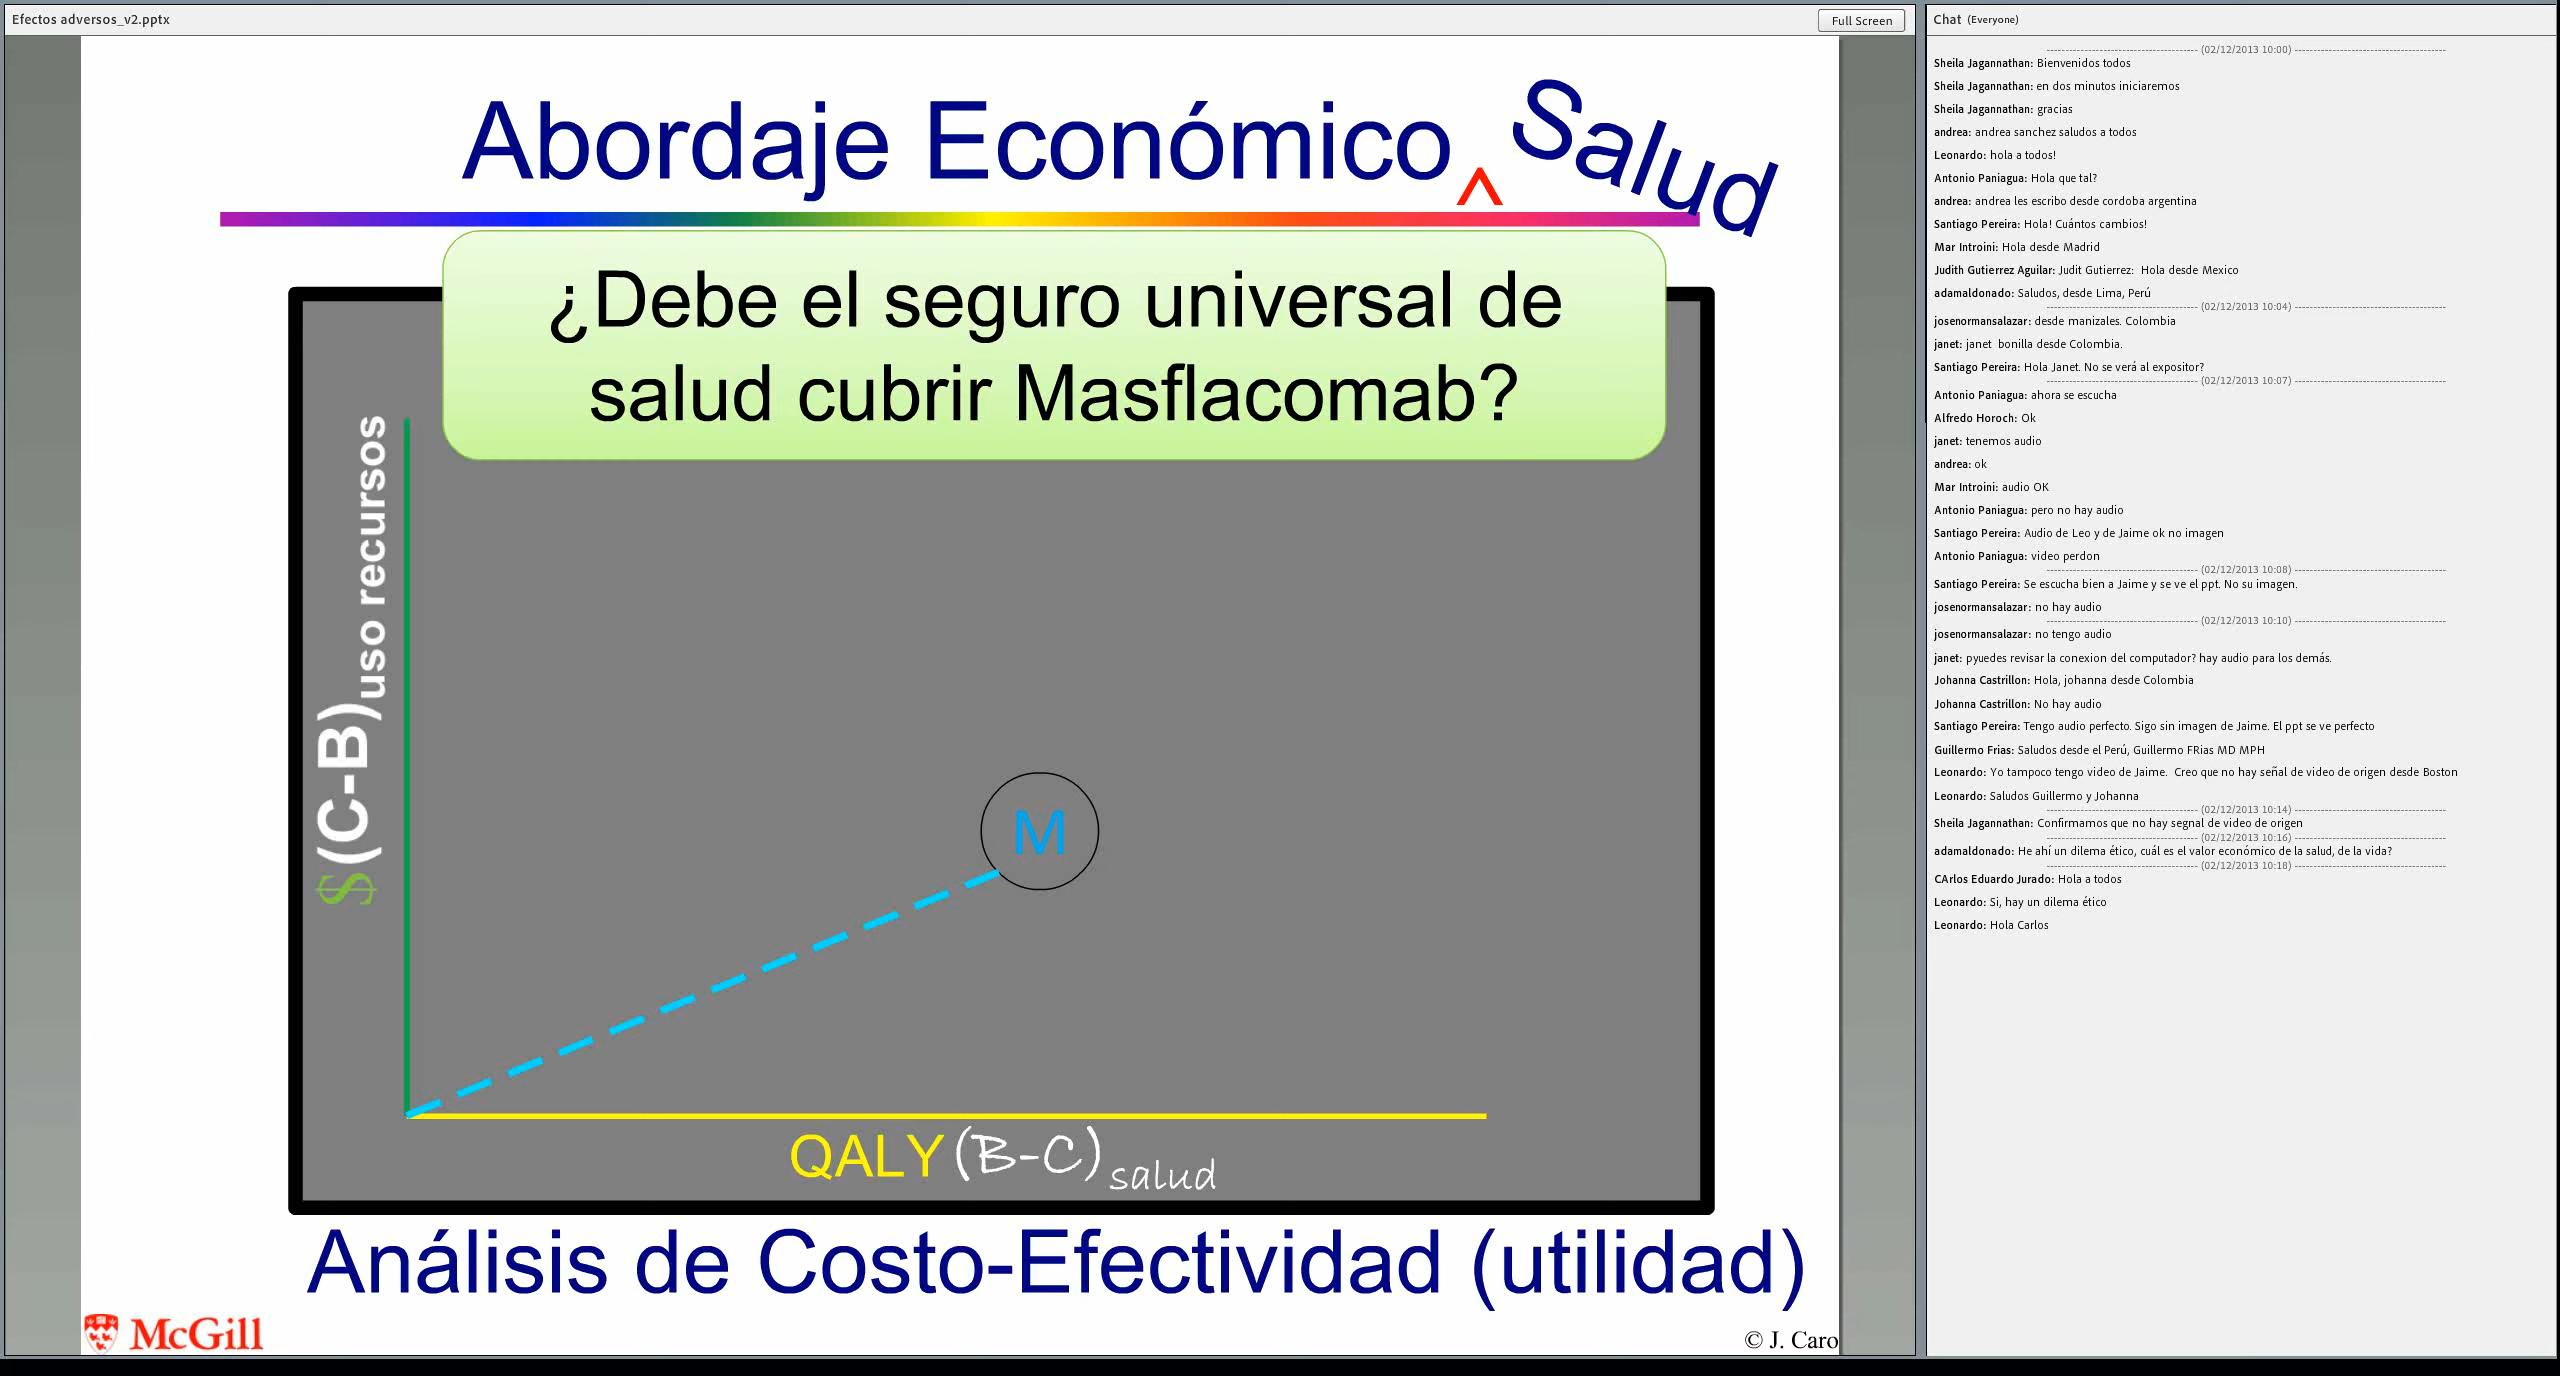 Efectos adversos_v2.pptx
Full Screen
Abordaje Económico ^ Salud
¿Debe el seguro universal de
salud cubrir Masflacomab?
$ (C-B)uso recursos
M
QALY (B-C) salud
Análisis de Costo-Efectividad (utilidad)
McGill
© J. Caro
Chat (Everyone)
(02/12/2013 10:00)
Sheila Jagannathan: Bienvenidos todos
Sheila Jagannathan: en dos minutos iniciaremos
Sheila Jagannathan: gracias
andrea: andrea sanchez saludos a todos
Leonardo: hola a todos!
Antonio Paniagua: Hola que tal?
andrea: andrea les escribo desde cordoba argentina
Santiago Pereira: Hola! Cuántos cambios!
Mar Introini: Hola desde Madrid
Judith Gutierrez Aguilar: Judit Gutierrez:  Hola desde Mexico
adamaldonado: Saludos, desde Lima, Perú
(02/12/2013 10:04)
josenormansalazar: desde manizales. Colombia
janet: janet  bonilla desde Colombia.
Santiago Pereira: Hola Janet. No se verá al expositor?
(02/12/2013 10:07)
Antonio Paniagua: ahora se escucha
Alfredo Horoch: Ok
janet: tenemos audio
andrea: ok
Mar Introini: audio OK
Antonio Paniagua: pero no hay audio
Santiago Pereira: Audio de Leo y de Jaime ok no imagen
Antonio Paniagua: video perdon
(02/12/2013 10:08)
Santiago Pereira: Se escucha bien a Jaime y se ve el ppt. No su imagen.
josenormansalazar: no hay audio
(02/12/2013 10:10)
josenormansalazar: no tengo audio
janet: pyuedes revisar la conexion del computador? hay audio para los demás.
Johanna Castrillon: Hola, johanna desde Colombia
Johanna Castrillon: No hay audio
Santiago Pereira: Tengo audio perfecto. Sigo sin imagen de Jaime. El ppt se ve perfecto
Guillermo Frias: Saludos desde el Perú, Guillermo FRias MD MPH
Leonardo: Yo tampoco tengo video de Jaime.  Creo que no hay señal de video de origen desde Boston
Leonardo: Saludos Guillermo y Johanna
(02/12/2013 10:14)
Sheila Jagannathan: Confirmamos que no hay segnal de video de origen
(02/12/2013 10:16)
adamaldonado: He ahí un dilema ético, cuál es el valor económico de la salud, de la vida?
(02/12/2013 10:18)
CArlos Eduardo Jurado: Hola a todos
Leonardo: Si, hay un dilema ético
Leonardo: Hola Carlos